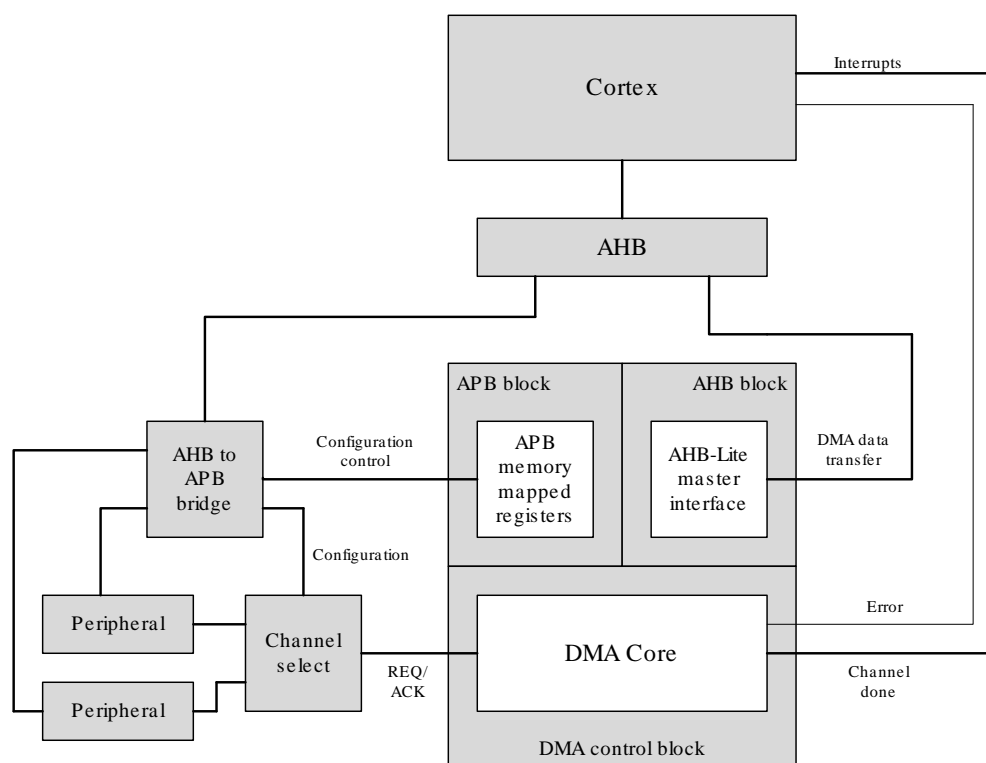 Interrupts
Cortex
AHB
APB block
AHB block
AHB to
APB
bridge
Configuration
control
APB
memory
mapped
registers
AHB-Lite
master
interface
DMA data
transfer
Configuration
Peripheral
Channel
select
Peripheral
REQ/
ACK
DMA Core
Error
Channel
done
DMA control block